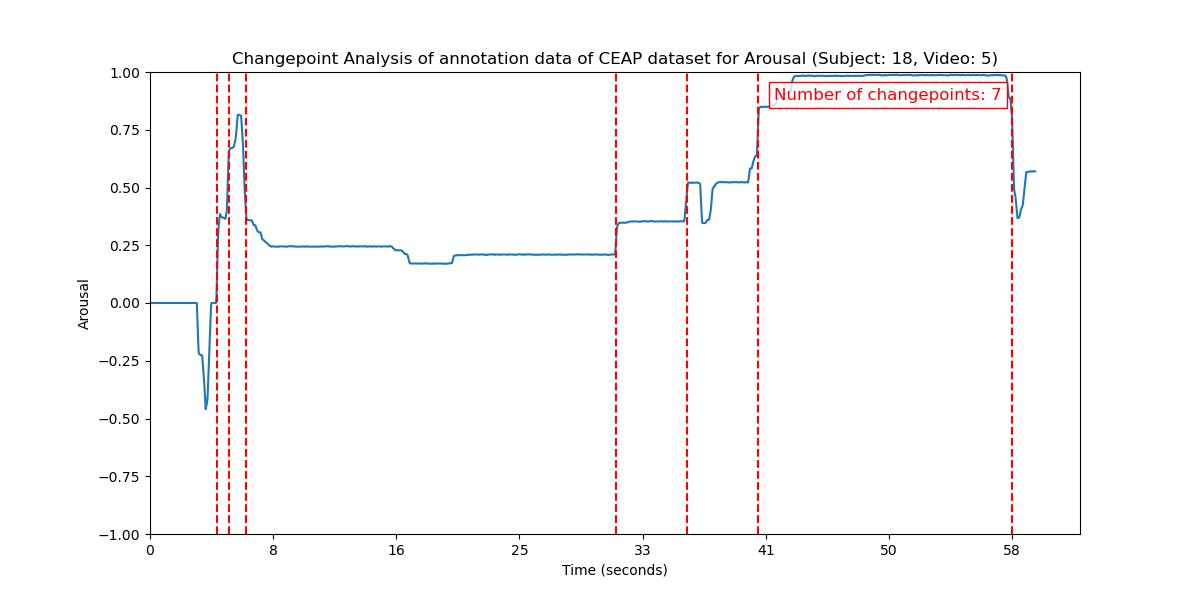 Changepoint Analysis of annotation data of CEAP dataset for Arousal (Subject: 18, Video: 5)
Number of changepoints: 7
1.00
0.75
0.50
0.25
0.00
−0.25
−0.50
−0.75
−1.00
Arousal
0 8 16 25 33 41 50 58
Time (seconds)